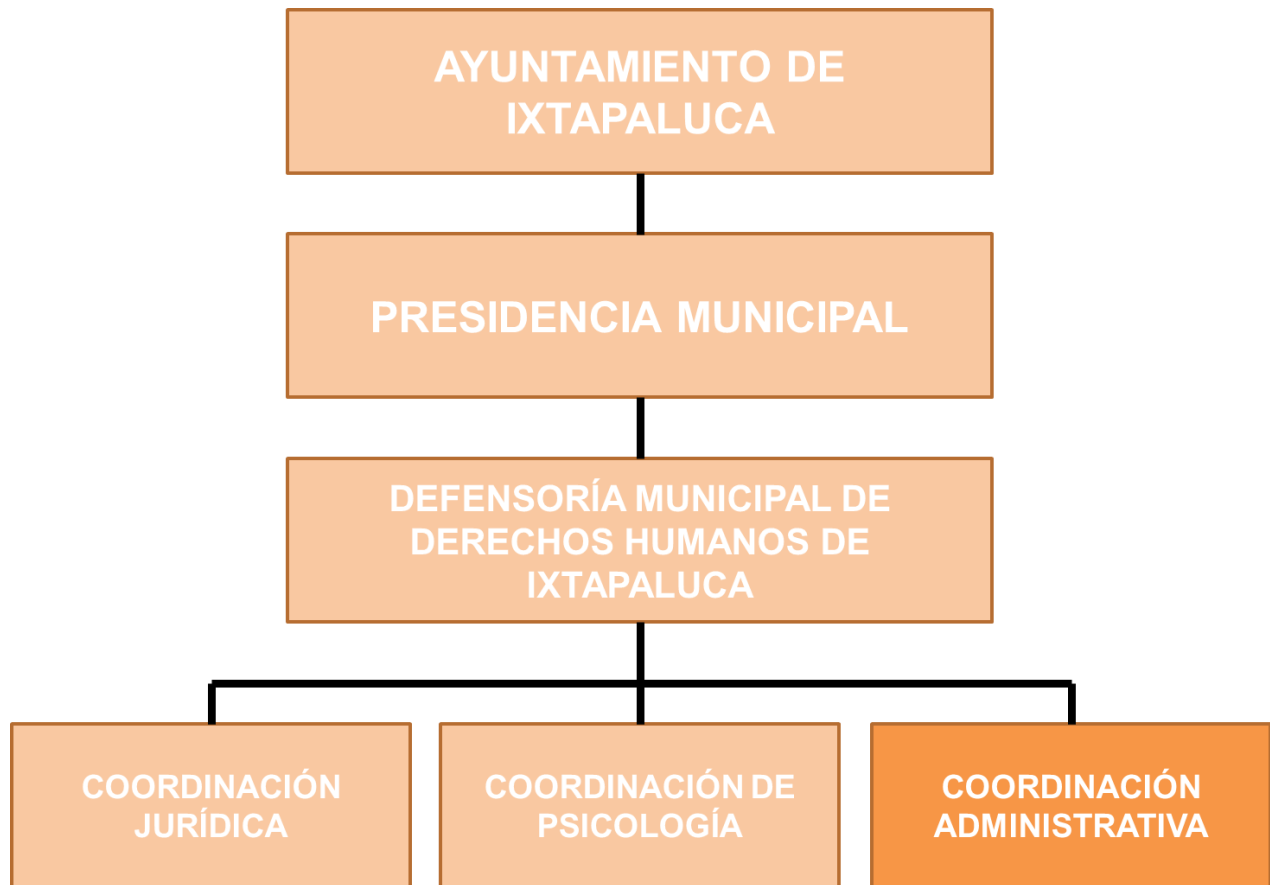 AYUNTAMIENTO DE
IXTAPALUCA
PRESIDENCIA MUNICIPAL
DEFENSORÍA MUNICIPAL DE
DERECHOS HUMANOS DE
IXTAPALUCA
COORDINACIÓN
JURÍDICA
COORDINACIÓN DE
PSICOLOGÍA
COORDINACIÓN
ADMINISTRATIVA